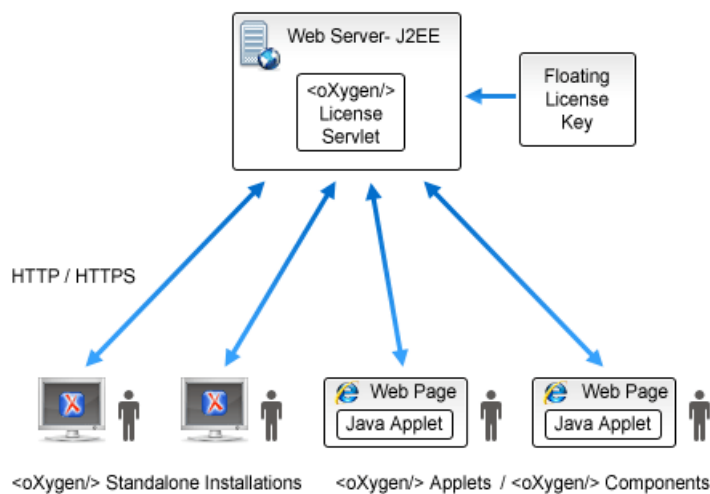 Web Server- J2EE
<oXygen/>
License
Servlet
Floating
License
Key
HTTP / HTTPS
X
X
Web Page
Java Applet
Web Page
Java Applet
<oXygen/> Standalone Installations
<oXygen/> Applets / <oXygen/> Components